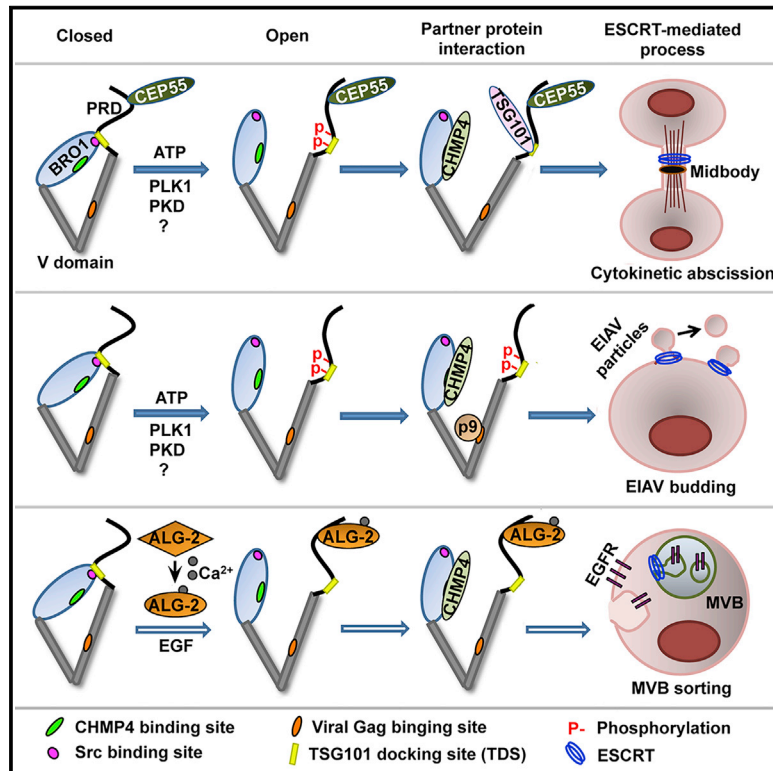 Closed
Open
Partner protein
interaction
ESCRT-mediated
process
PRD
CEP55
BRO1
V domain
ATP
PLK1
PKD
?
P
P
CEP55
CHMP4
TSG101
CEP55
Midbody
Cytokinetic abscission
ATP
PLK1
PKD
?
P
P
CHMP4
p9
P
P
EIAV
particles
EIAV budding
ALG-2
Ca²⁺
ALG-2
EGF
ALG-2
CHMP4
ALG-2
EGFR
MVB
MVB sorting
CHMP4 binding site
Src binding site
Viral Gag binging site
TSG101 docking site (TDS)
P- Phosphorylation
ESCRT